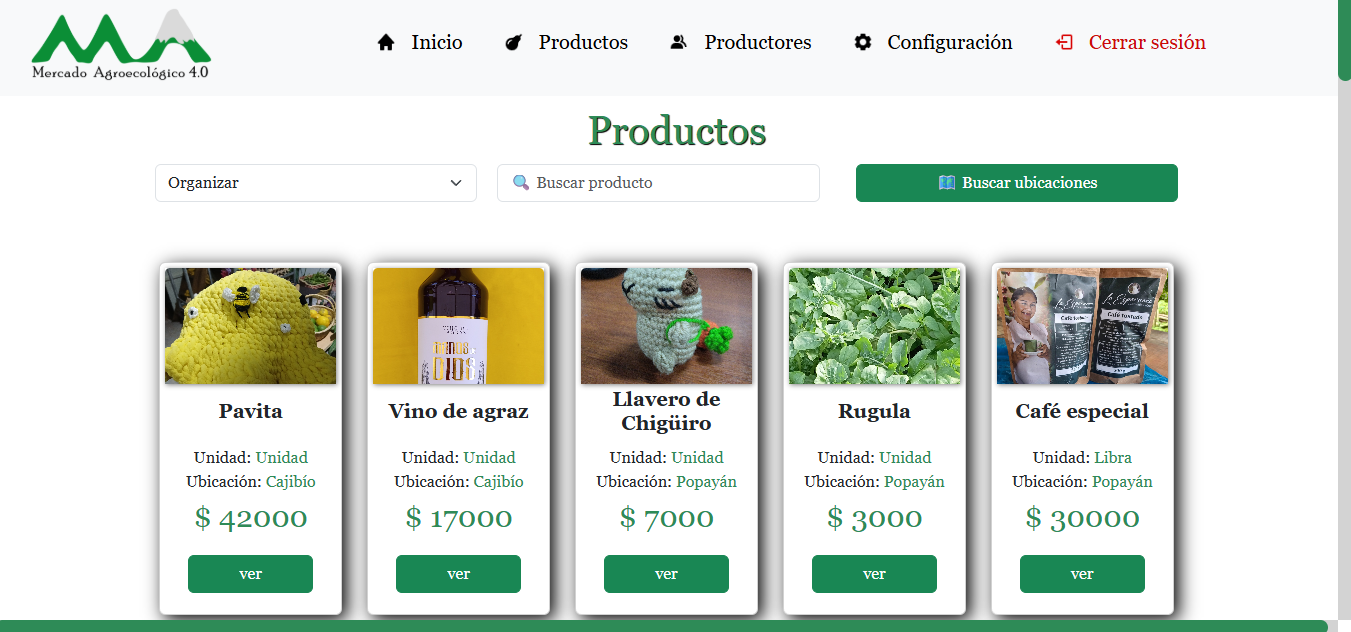 Mercado Agroecológico 4.0
Inicio
Productos
Productores
Configuración
Cerrar sesión
Productos
Organizar
Buscar producto
Buscar ubicaciones
Café tostado
Pavita
Unidad: Unidad
Ubicación: Cajibío
$ 42000
ver
Vino de agraz
Unidad: Unidad
Ubicación: Cajibío
$ 17000
ver
Llavero de
Chigüiro
Unidad: Unidad
Ubicación: Popayán
$ 7000
ver
Rugula
Unidad: Unidad
Ubicación: Popayán
$ 3000
ver
Café especial
Unidad: Libra
Ubicación: Popayán
$ 30000
ver